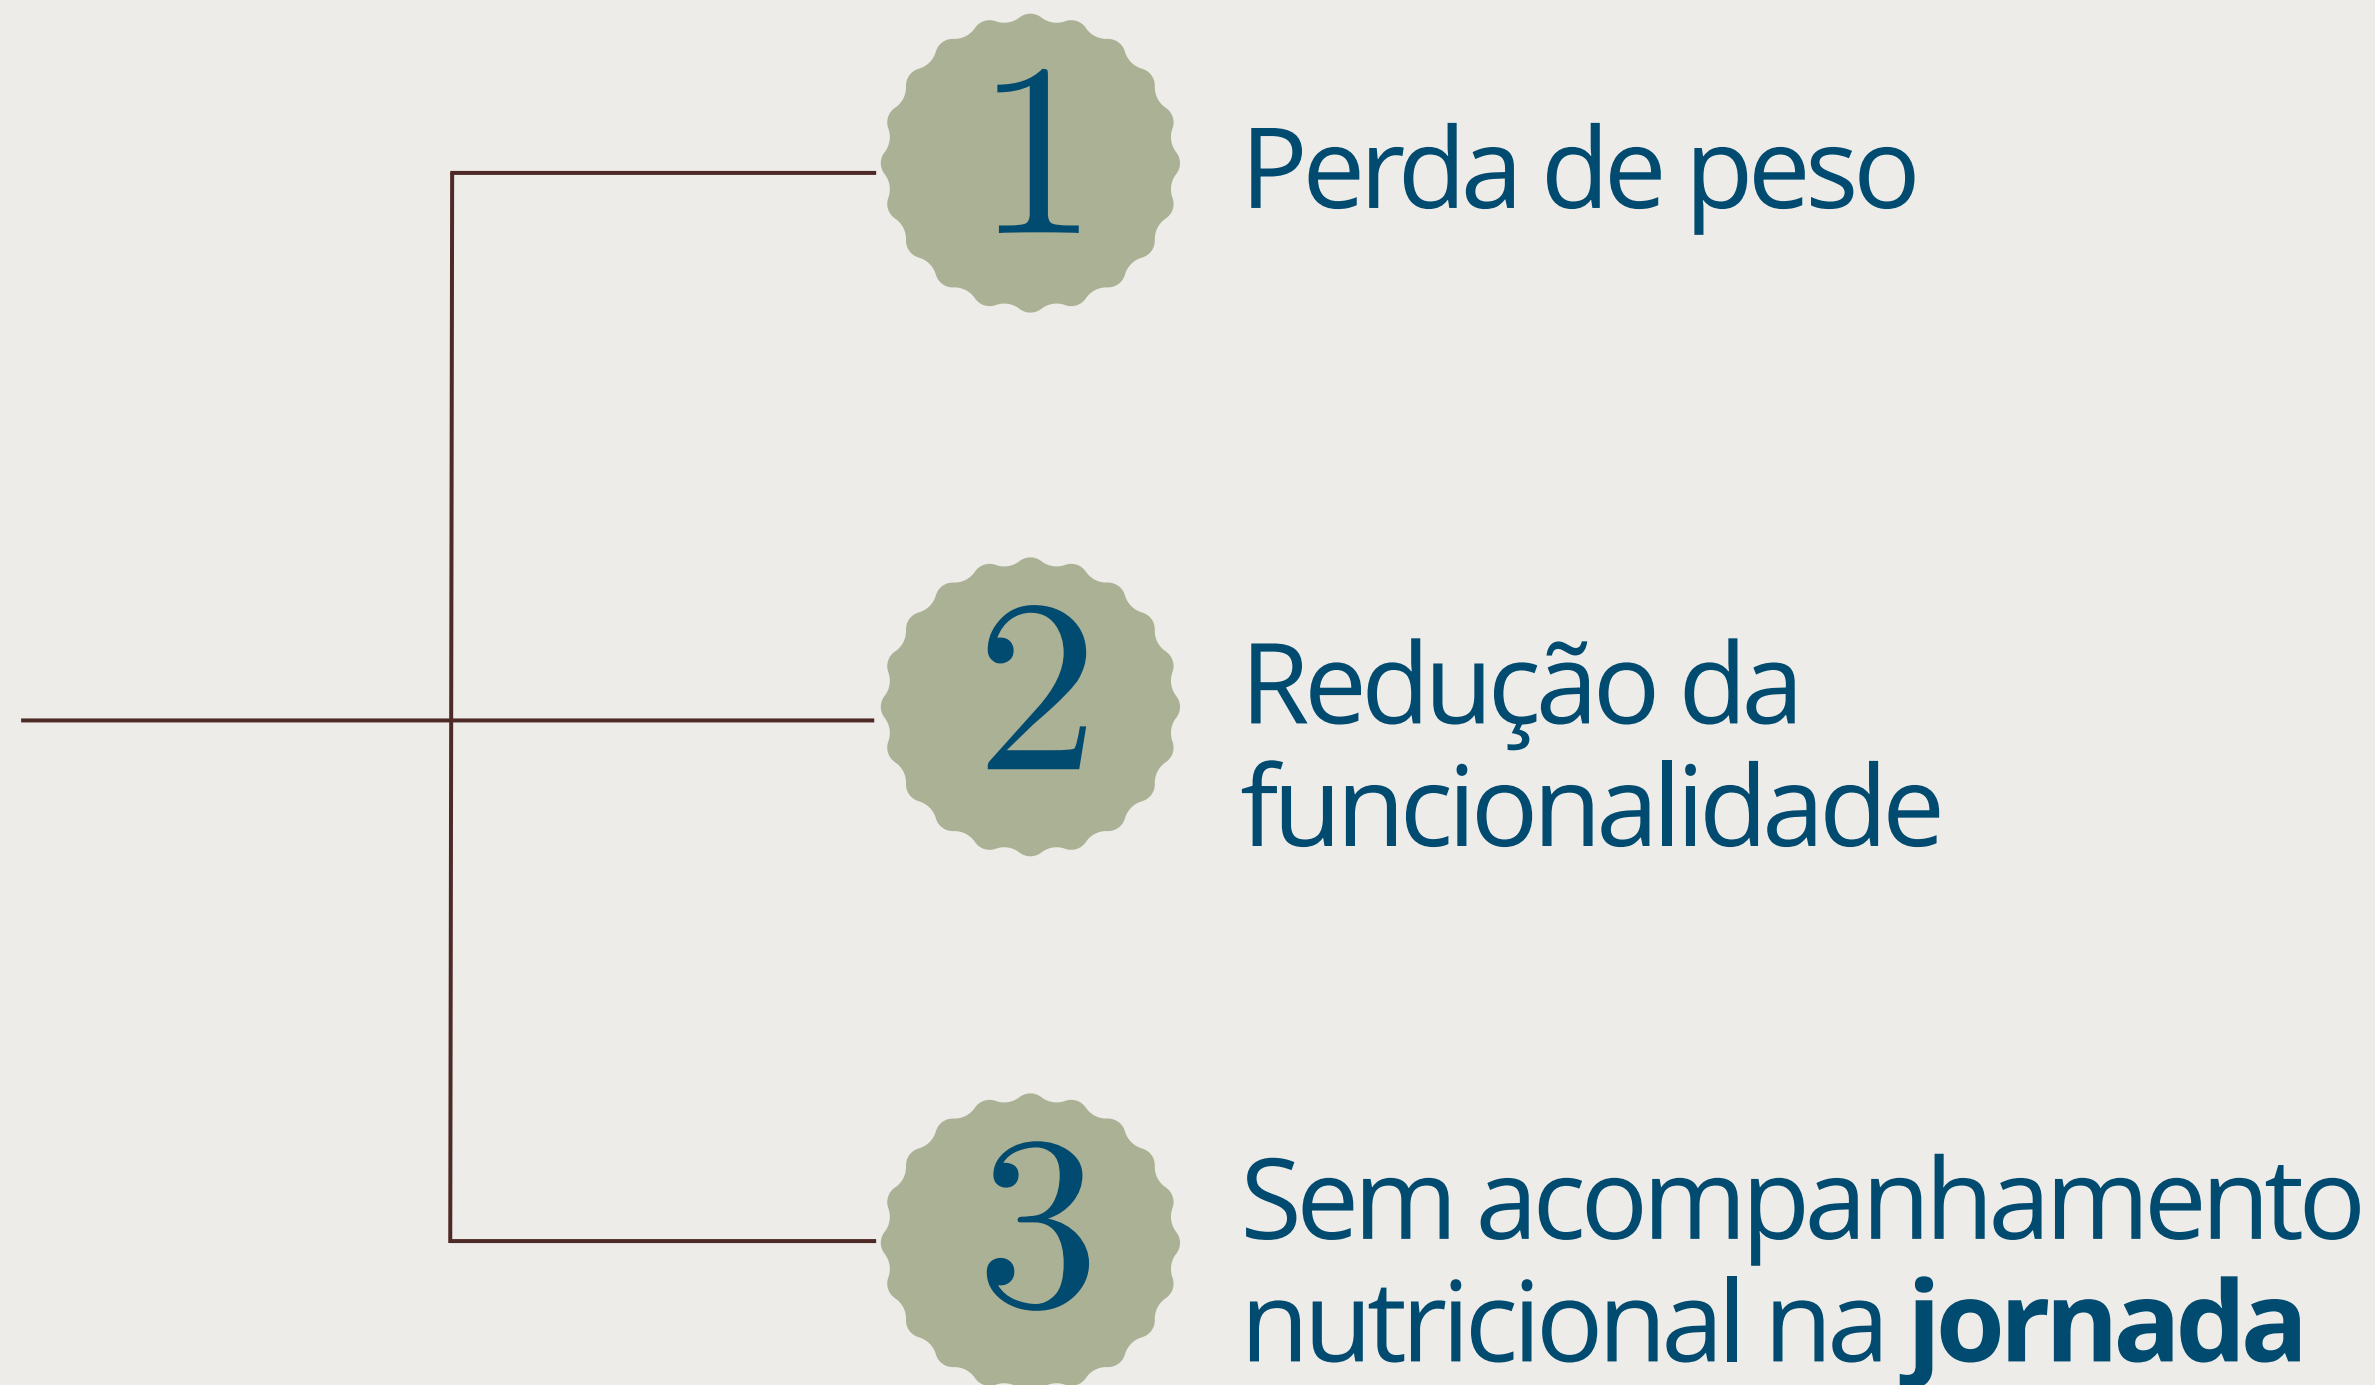 1
Perda de peso
2
Redução da
funcionalidade
3
Sem acompanhamento
nutricional na jornada